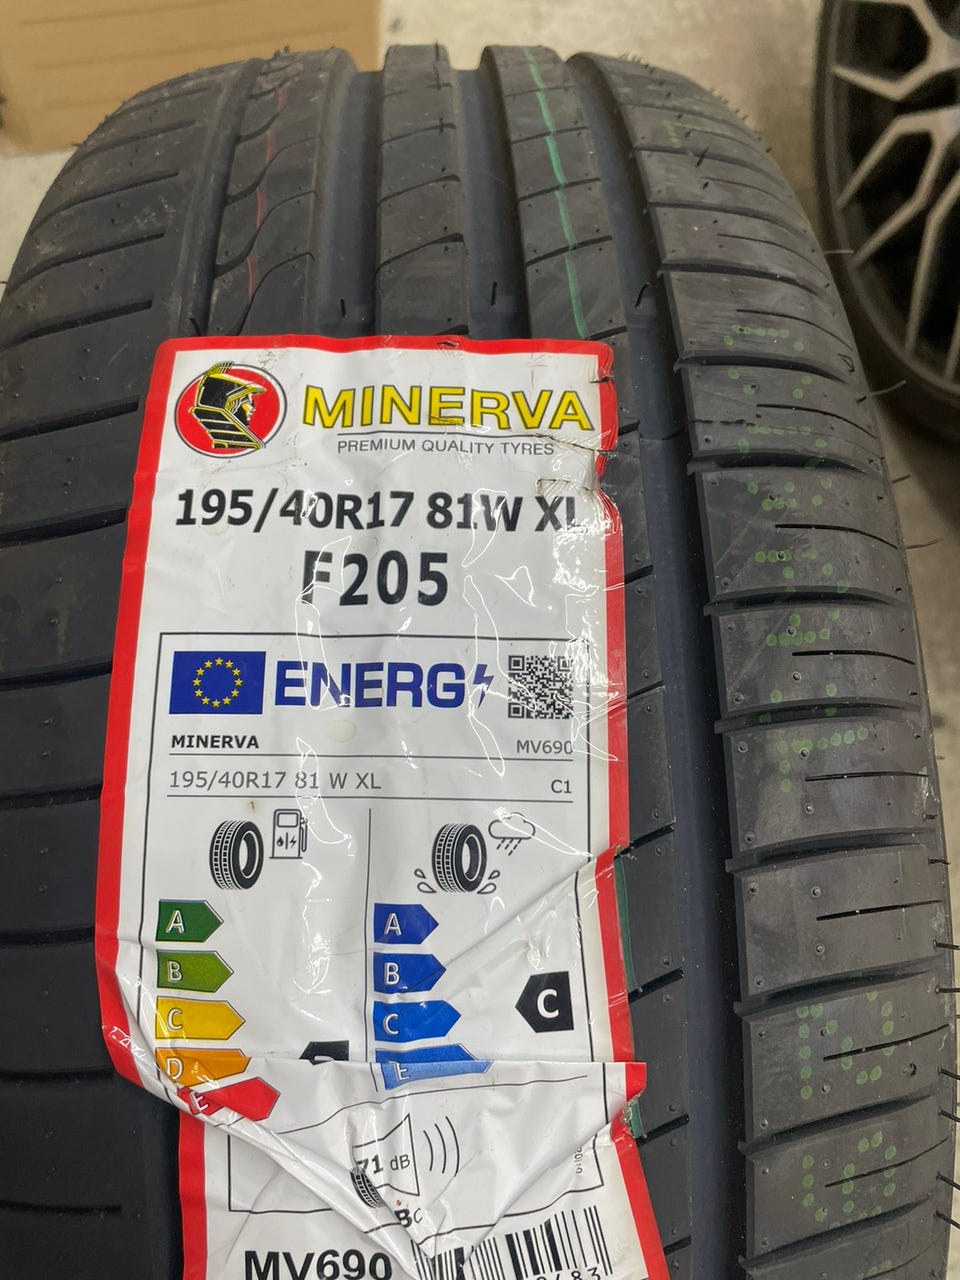 MINERVA
PREMIUM QUALITY TYRES
195/40R17 81W XL
F205
ENERG
MINERVA MV690
195/40R17 81 W XL C1
A A
B B
C C C
D
E E
71 dB
BC
MV690